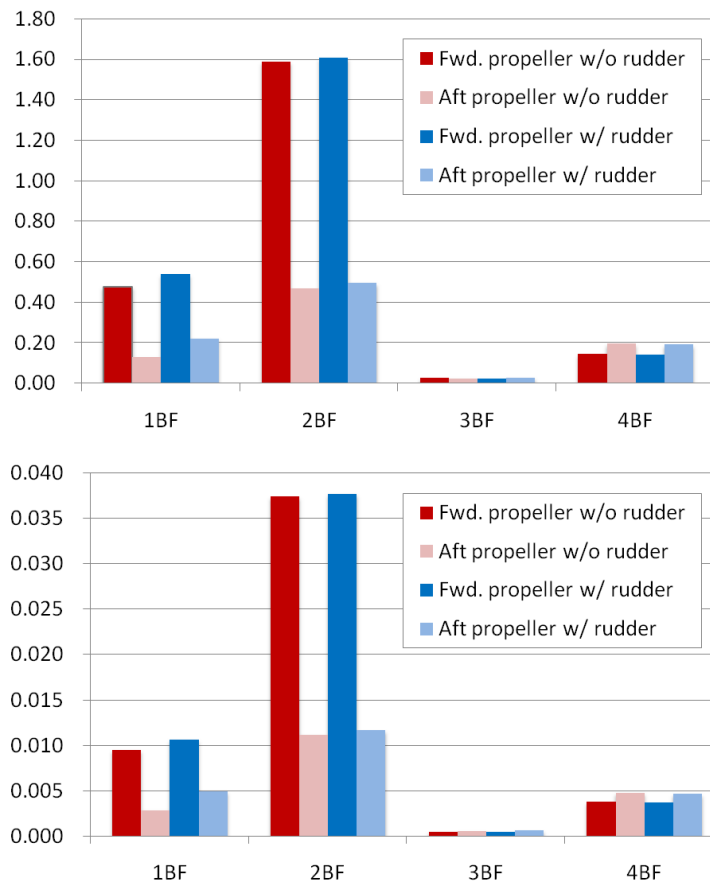 1.80
1.60
1.40
1.20
1.00
0.80
0.60
0.40
0.20
0.00
Fwd. propeller w/o rudder
Aft propeller w/o rudder
Fwd. propeller w/ rudder
Aft propeller w/ rudder
1BF 2BF 3BF 4BF
0.040
0.035
0.030
0.025
0.020
0.015
0.010
0.005
0.000
Fwd. propeller w/o rudder
Aft propeller w/o rudder
Fwd. propeller w/ rudder
Aft propeller w/ rudder
1BF 2BF 3BF 4BF